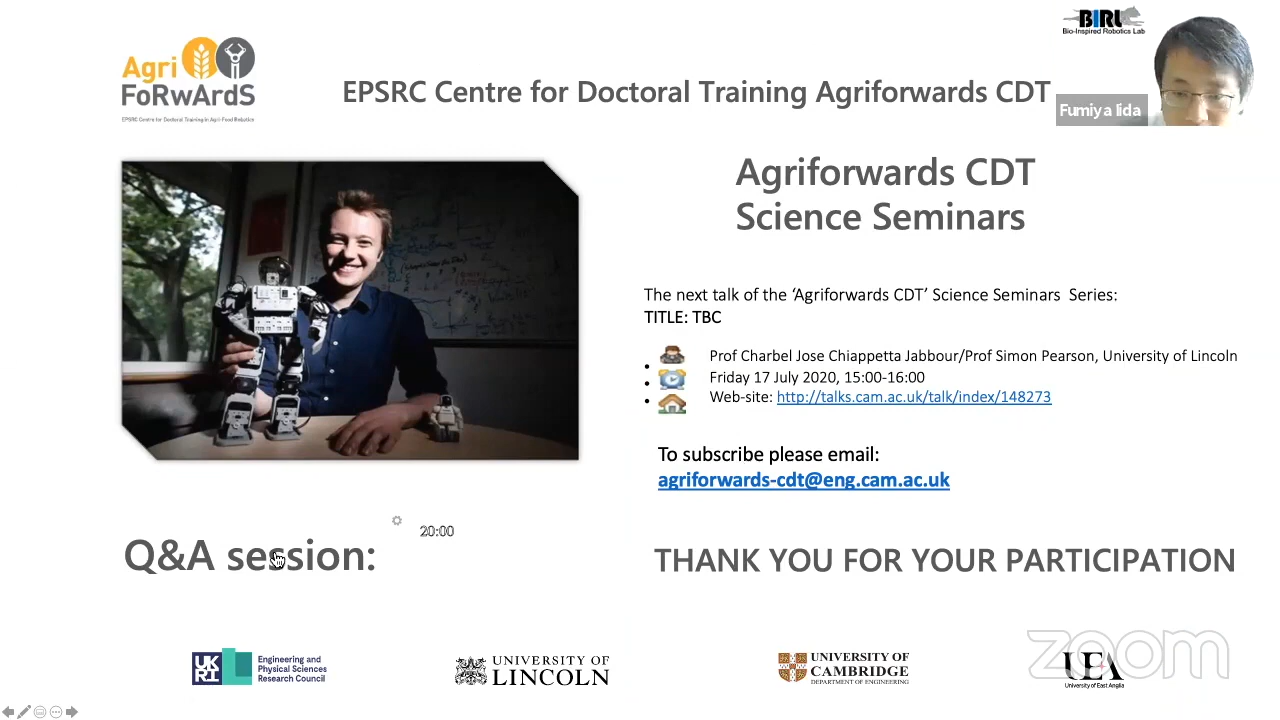 BIRL
Bio-Inspired Robotics Lab
Agri
FoRwArdS
EPSRC Centre for Doctoral Training in Agri-Food Robotics
EPSRC Centre for Doctoral Training Agriforwards CDT
Fumiya Iida
Agriforwards CDT
Science Seminars
The next talk of the ‘Agriforwards CDT’ Science Seminars Series:
TITLE: TBC
Prof Charbel Jose Chiappetta Jabbour/Prof Simon Pearson, University of Lincoln
Friday 17 July 2020, 15:00-16:00
Web-site: http://talks.cam.ac.uk/talk/index/148273
To subscribe please email:
agriforwards-cdt@eng.cam.ac.uk
20:00
Q&A session:
THANK YOU FOR YOUR PARTICIPATION
UKRI
Engineering and
Physical Sciences
Research Council
UNIVERSITY OF
LINCOLN
UNIVERSITY OF
CAMBRIDGE
DEPARTMENT OF ENGINEERING
UEA
University of East Anglia
zoom